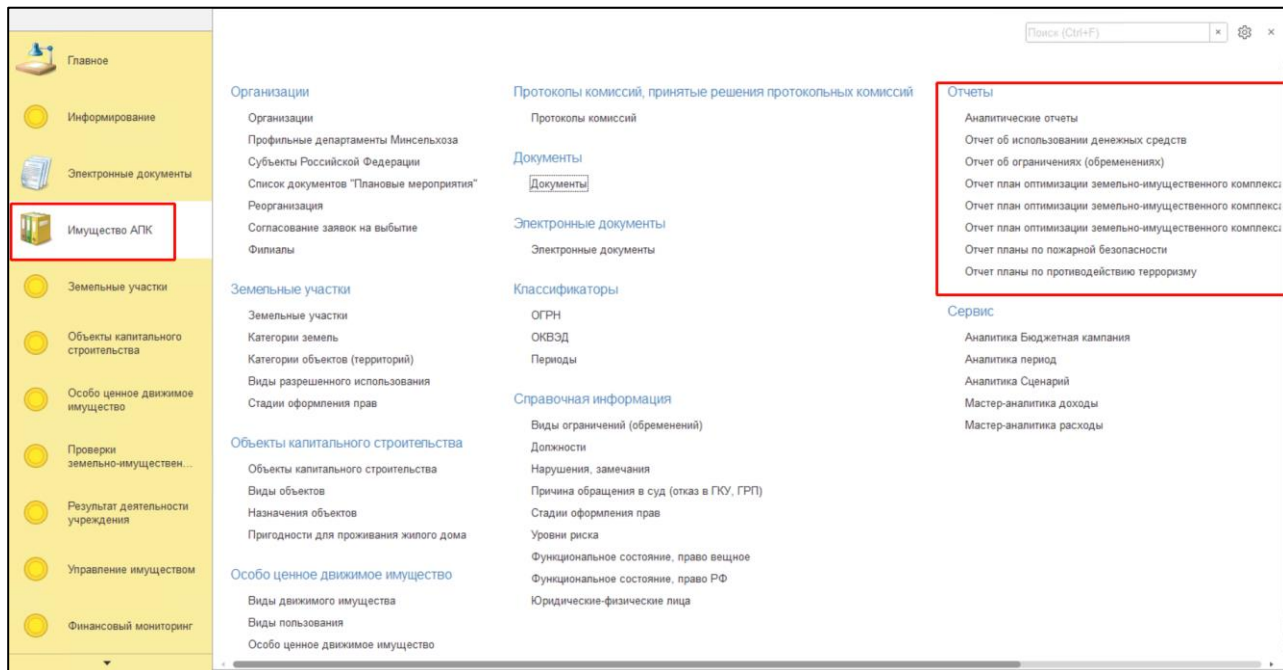 Поиск (Ctrl+F)
Главное
Информирование
Электронные документы
Имущество АПК
Земельные участки
Объекты капитального
строительства
Особо ценное движимое
имущество
Проверки
земельно-имуществен...
Результат деятельности
учреждения
Управление имуществом
Финансовый мониторинг
Организации
Организации
Профильные департаменты Минсельхоза
Субъекты Российской Федерации
Список документов "Плановые мероприятия"
Реорганизация
Согласование заявок на выбытие
Филиалы
Земельные участки
Земельные участки
Категории земель
Категории объектов (территорий)
Виды разрешенного использования
Стадии оформления прав
Объекты капитального строительства
Объекты капитального строительства
Виды объектов
Назначения объектов
Пригодности для проживания жилого дома
Особо ценное движимое имущество
Виды движимого имущества
Виды пользования
Особо ценное движимое имущество
Протоколы комиссий, принятые решения протокольных комиссий
Протоколы комиссий
Документы
Документы
Электронные документы
Электронные документы
Классификаторы
ОГРН
ОКВЭД
Периоды
Справочная информация
Виды ограничений (обременений)
Должности
Нарушения, замечания
Причина обращения в суд (отказ в ГКУ, ГРП)
Стадии оформления прав
Уровни риска
Функциональное состояние, право вещное
Функциональное состояние, право РФ
Юридические-физические лица
Отчеты
Аналитические отчеты
Отчет об использовании денежных средств
Отчет об ограничениях (обременениях)
Отчет план оптимизации земельно-имущественного комплекса
Отчет план оптимизации земельно-имущественного комплекса
Отчет план оптимизации земельно-имущественного комплекса
Отчет планы по пожарной безопасности
Отчет планы по противодействию терроризму
Сервис
Аналитика Бюджетная кампания
Аналитика период
Аналитика Сценарий
Мастер-аналитика доходы
Мастер-аналитика расходы